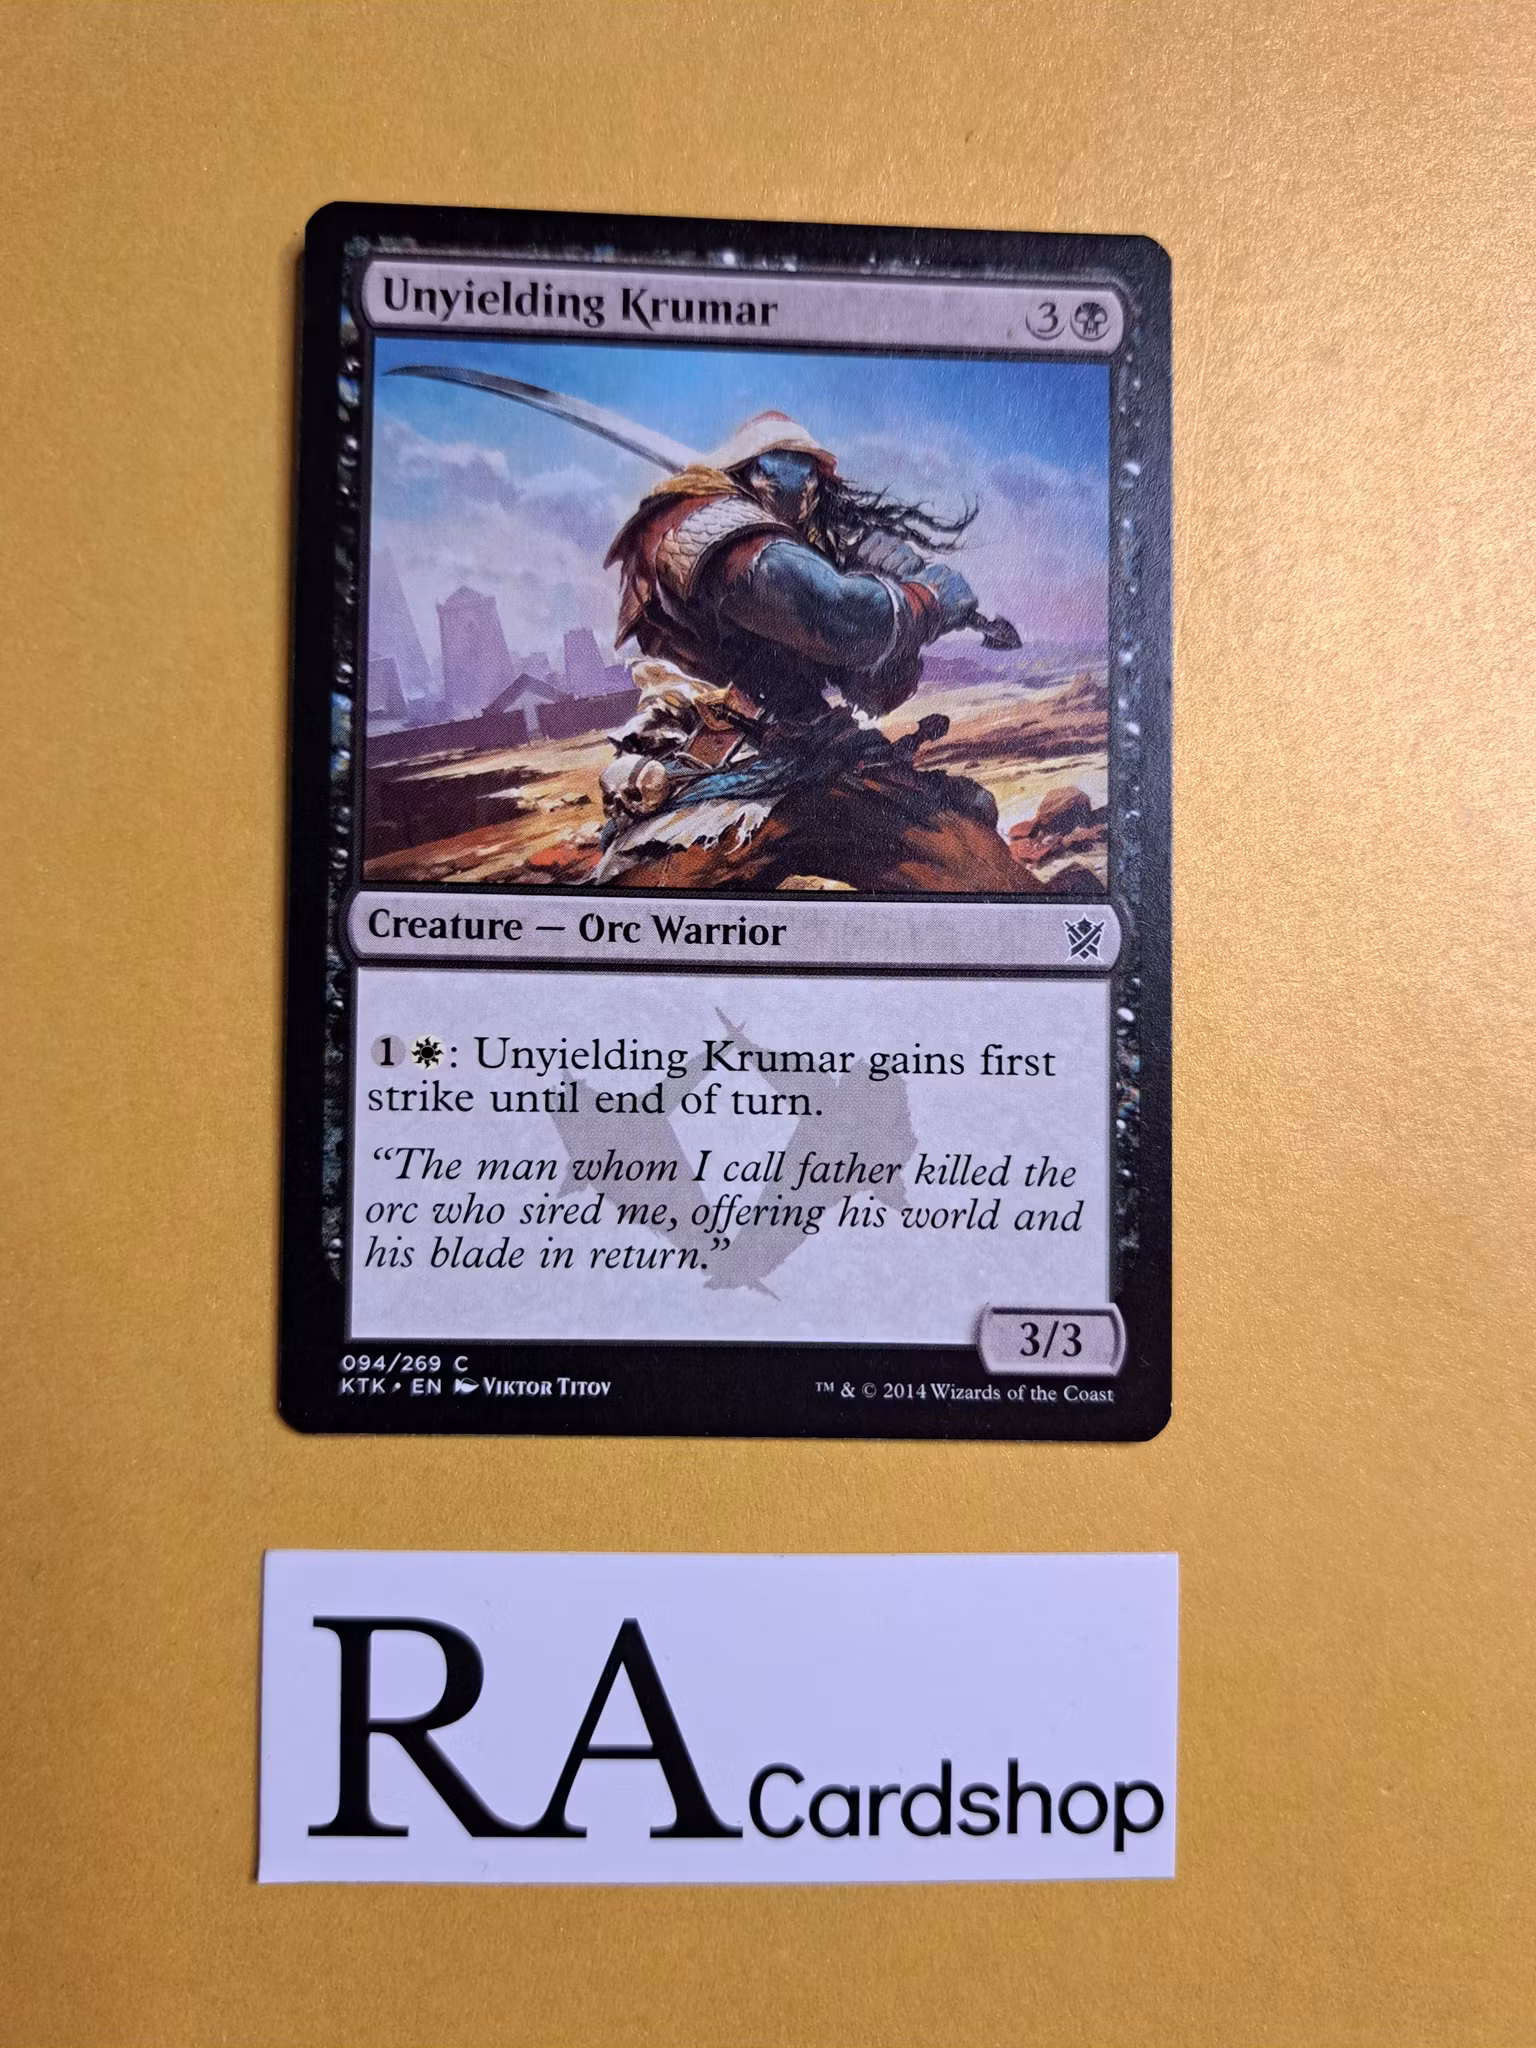 Unyielding Krumar 3
Creature — Orc Warrior
1 : Unyielding Krumar gains first
strike until end of turn.
“The man whom I call father killed the
orc who sired me, offering his world and
his blade in return.”
3/3
094/269 C
KTK • EN VIKTOR TITOV
™ & © 2014 Wizards of the Coast
RA Cardshop